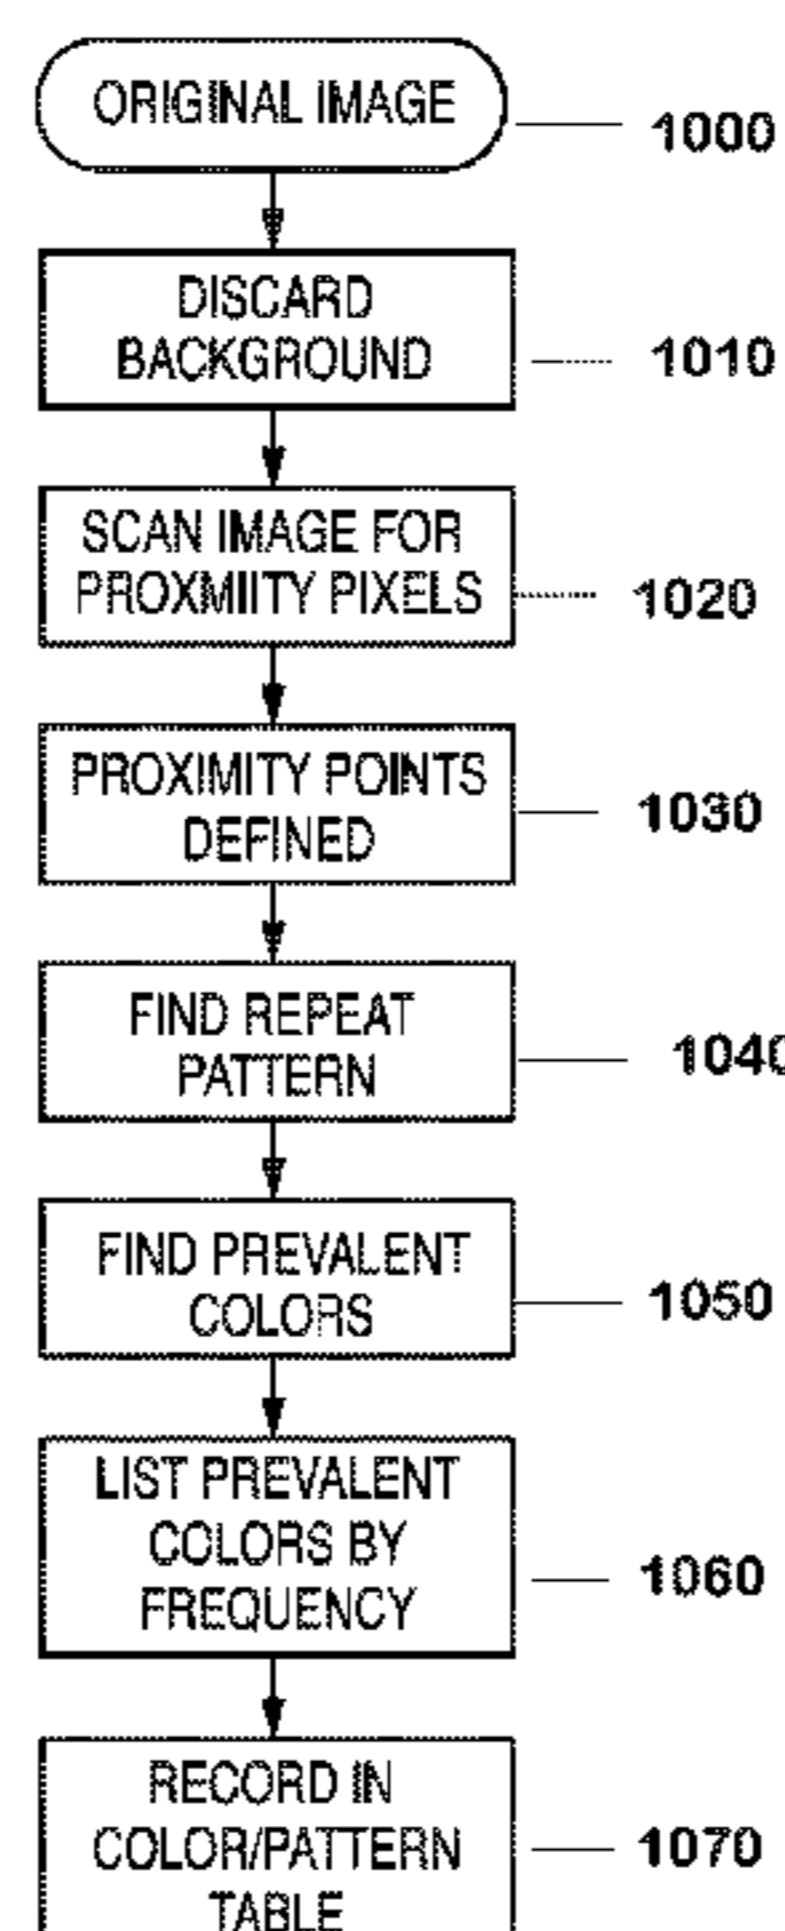 ORIGINAL IMAGE
1000
DISCARD
BACKGROUND
1010
SCAN IMAGE FOR
PROXMIITY PIXELS
1020
PROXIMITY POINTS
DEFINED
1030
FIND REPEAT
PATTERN
1040
FIND PREVALENT
COLORS
1050
LIST PREVALENT
COLORS BY
FREQUENCY
1060
RECORD IN
COLOR/PATTERN
TABLE
1070